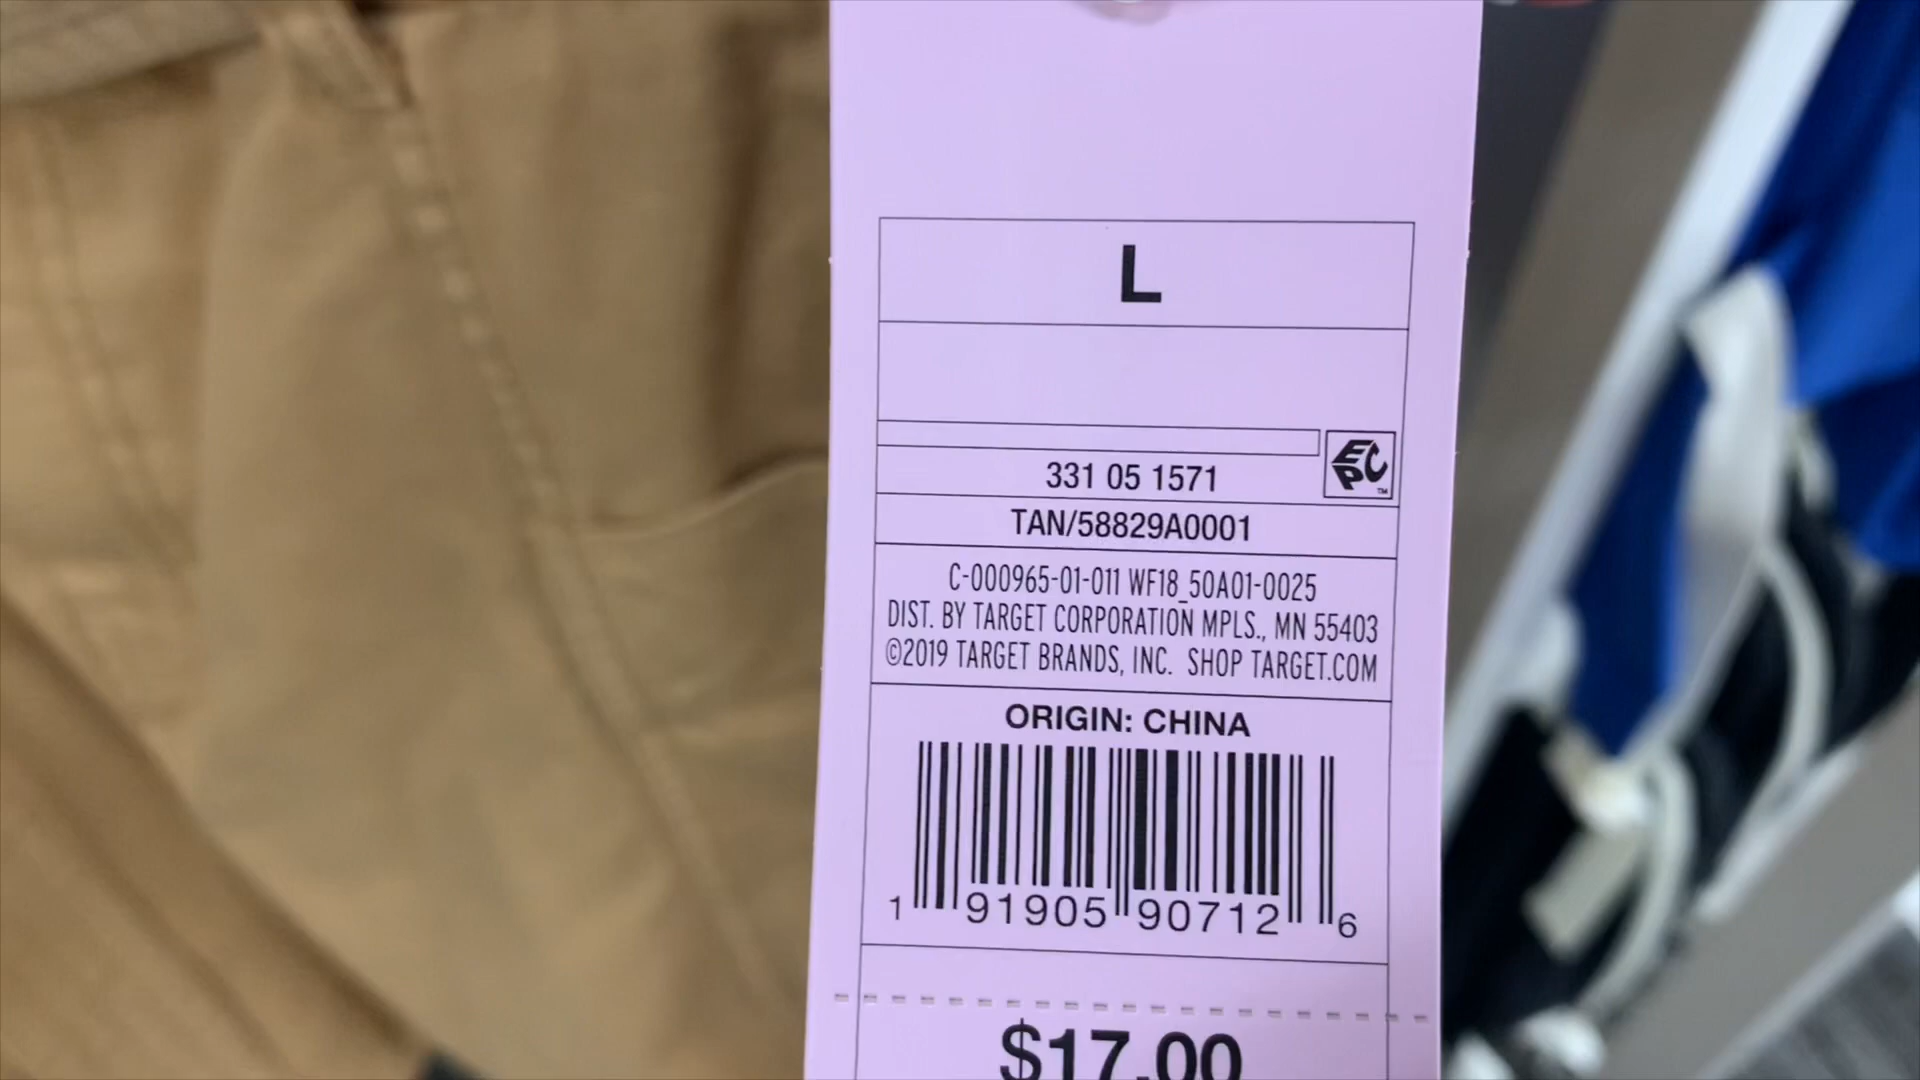 L
EPC™
331 05 1571
TAN/58829A0001
C-000965-01-011 WF18_50A01-0025
DIST. BY TARGET CORPORATION MPLS., MN 55403
©2019 TARGET BRANDS, INC. SHOP TARGET.COM
ORIGIN: CHINA
1 91905 90712 6
$17.00